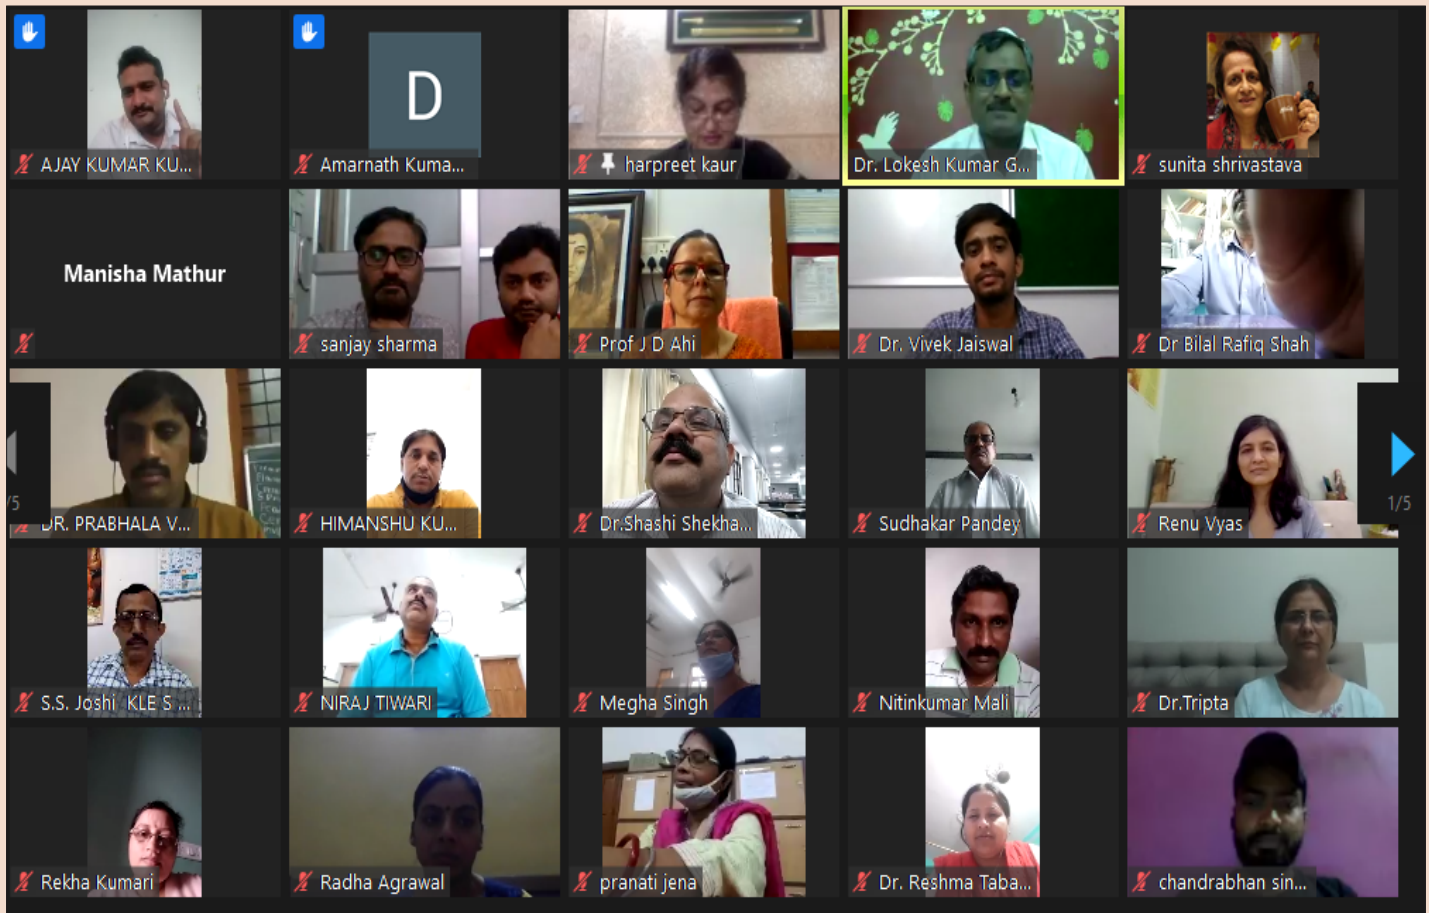 AJAY KUMAR KU...
D
Amarnath Kuma...
harpreet kaur
Dr. Lokesh Kumar G...
sunita shrivastava
Manisha Mathur
sanjay sharma
Prof J D Ahi
Dr. Vivek Jaiswal
Dr Bilal Rafiq Shah
/5
DR. PRABHALA V...
HIMANSHU KU...
Dr.Shashi Shekha...
Sudhakar Pandey
Renu Vyas
1/5
S.S. Joshi KLE S ...
NIRAJ TIWARI
Megha Singh
Nitinkumar Mali
Dr.Tripta
Rekha Kumari
Radha Agrawal
pranati jena
Dr. Reshma Taba...
chandrabhan sin...